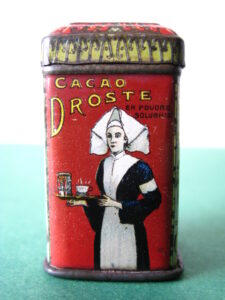 CACAO
DROSTE
EN POUDRE
SOLUBLE